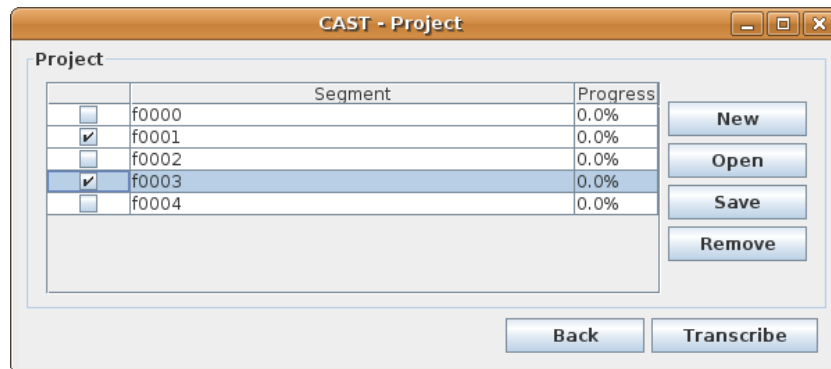 CAST - Project
Project
Segment Progress
f0000 0.0%
f0001 0.0%
f0002 0.0%
f0003 0.0%
f0004 0.0%
New
Open
Save
Remove
Back Transcribe